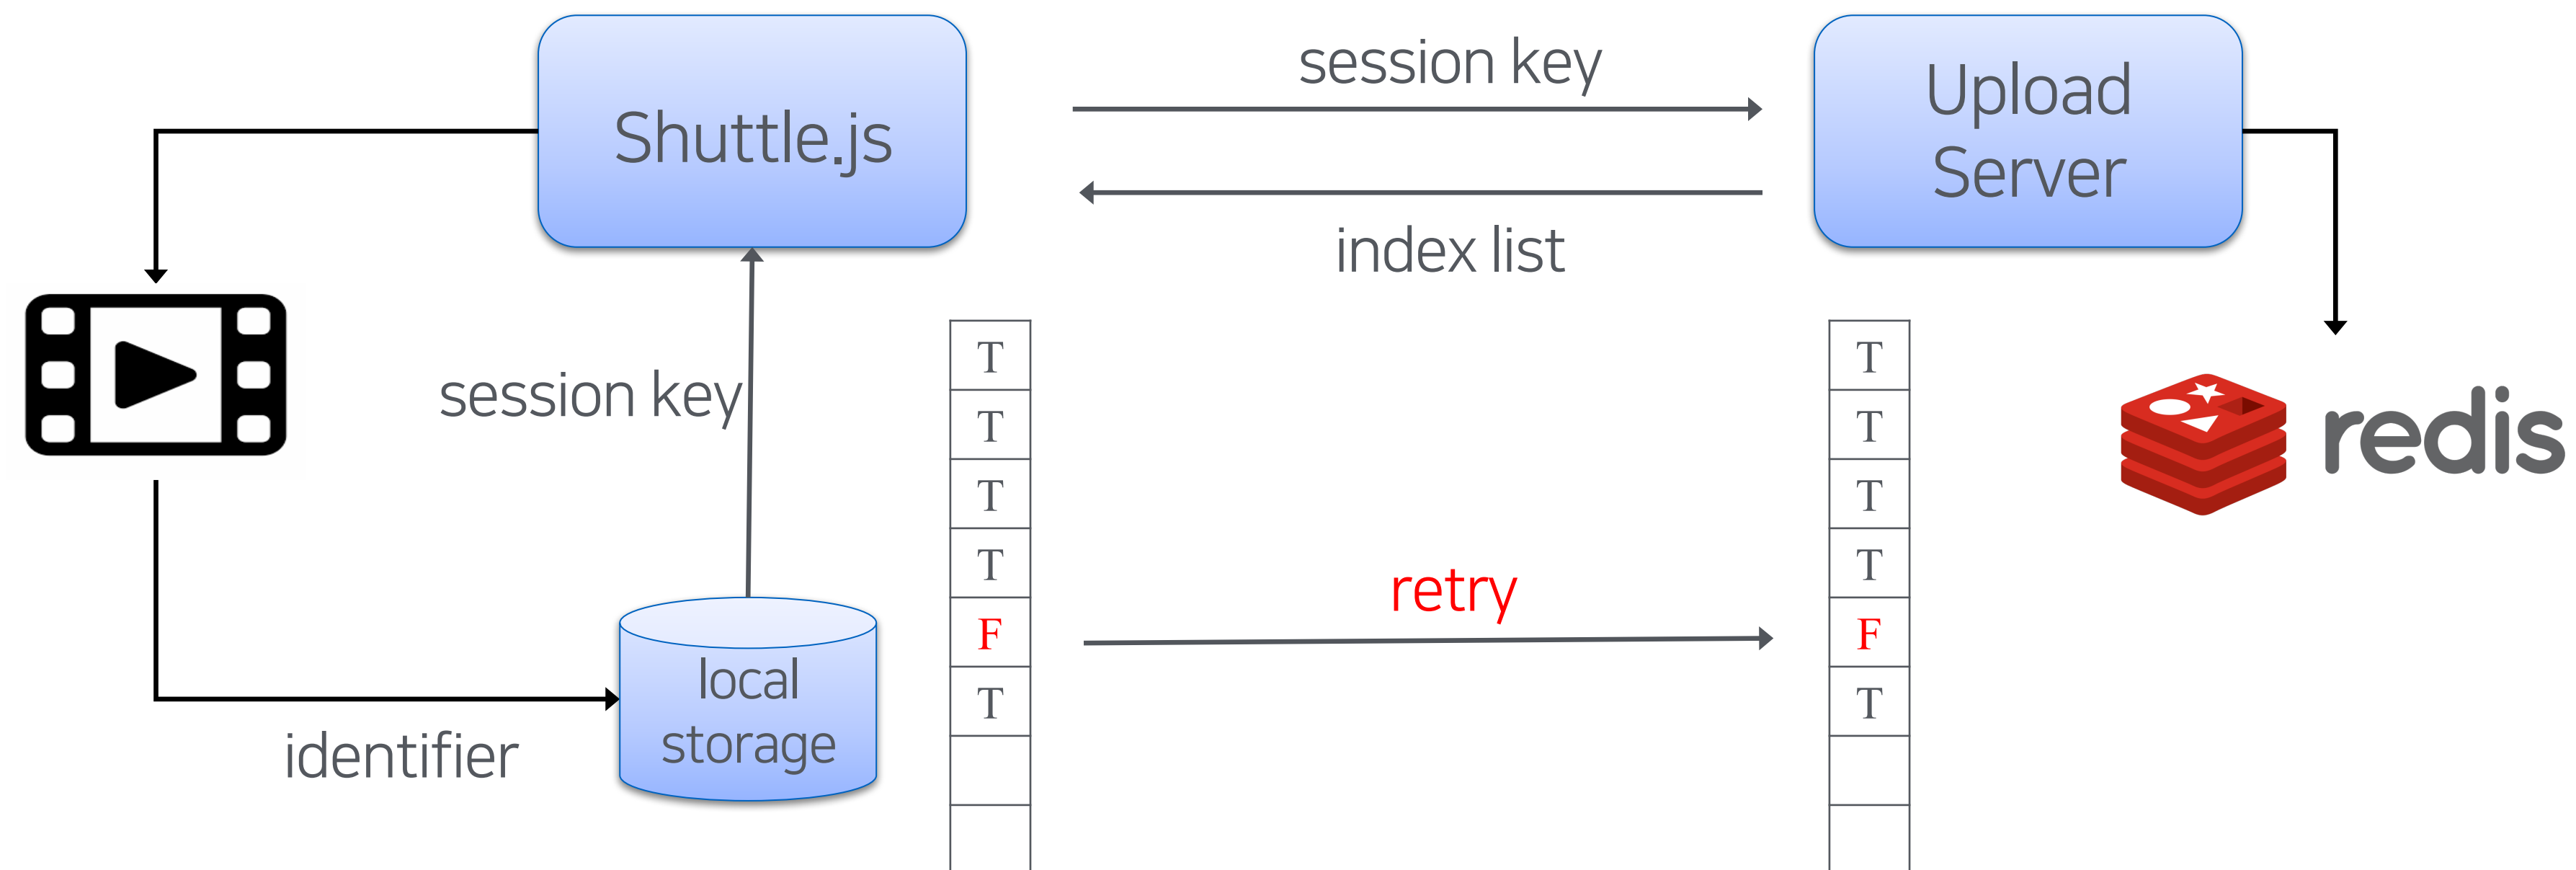 Shuttle.js
session key
Upload
Server
index list
session key
redis
retry
identifier
local
storage
T
T
T
T
F
T
T
T
T
T
F
T